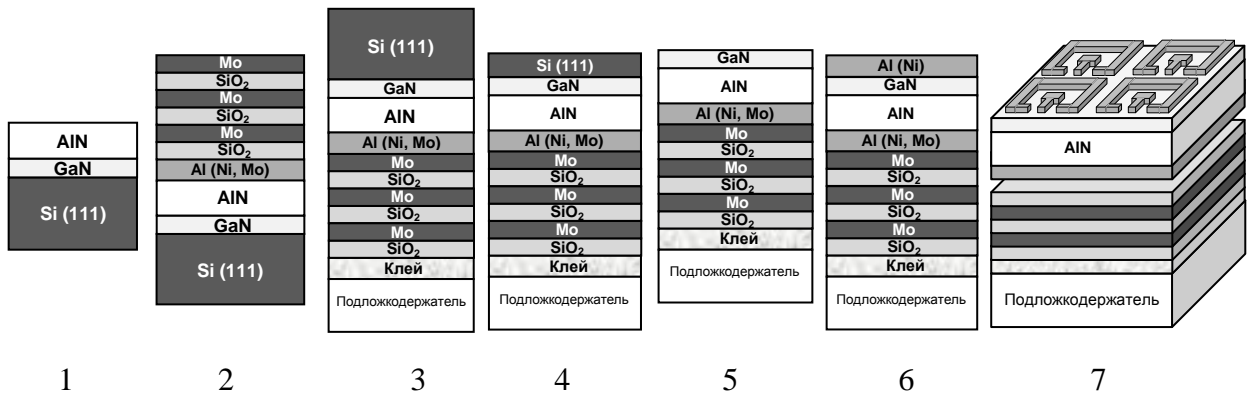 AlN
GaN
Si (111)
Mo
SiO₂
Mo
SiO₂
Mo
SiO₂
Al (Ni, Mo)
AlN
GaN
Si (111)
Si (111)
GaN
AlN
Al (Ni, Mo)
Mo
SiO₂
Mo
SiO₂
Mo
SiO₂
Клей
Подложкодержатель
Si (111)
GaN
AlN
Al (Ni, Mo)
Mo
SiO₂
Mo
SiO₂
Mo
SiO₂
Клей
Подложкодержатель
GaN
AlN
Al (Ni, Mo)
Mo
SiO₂
Mo
SiO₂
Mo
SiO₂
Клей
Подложкодержатель
Al (Ni)
GaN
AlN
Al (Ni, Mo)
Mo
SiO₂
Mo
SiO₂
Mo
SiO₂
Клей
Подложкодержатель
AlN
Подложкодержатель
1 2 3 4 5 6 7